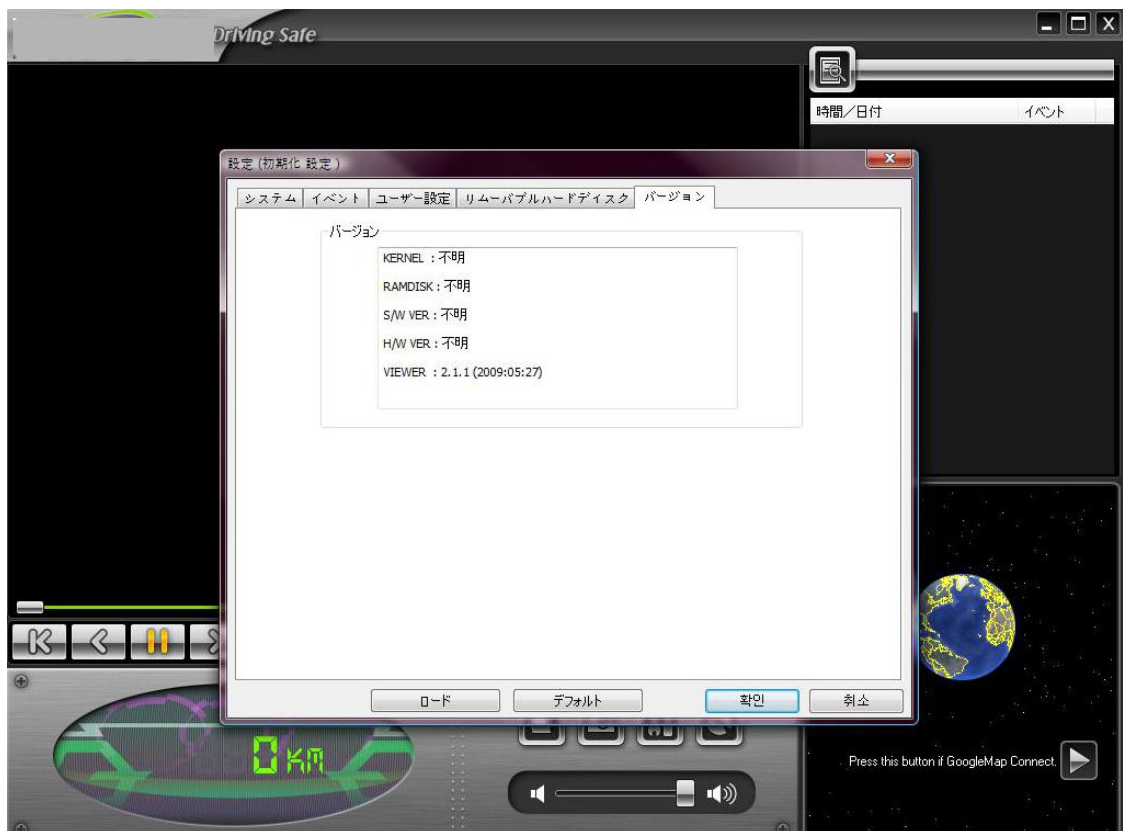 Driving Safe
時間/日付 イベント
設定 (初期化 設定 )
システム イベント ユーザー設定 リムーバブルハードディスク バージョン
バージョン
KERNEL : 不明
RAMDISK : 不明
S/W VER : 不明
H/W VER : 不明
VIEWER : 2.1.1 (2009:05:27)
ロード デフォルト 확인 취소
0 KM
Press this button if GoogleMap Connect.